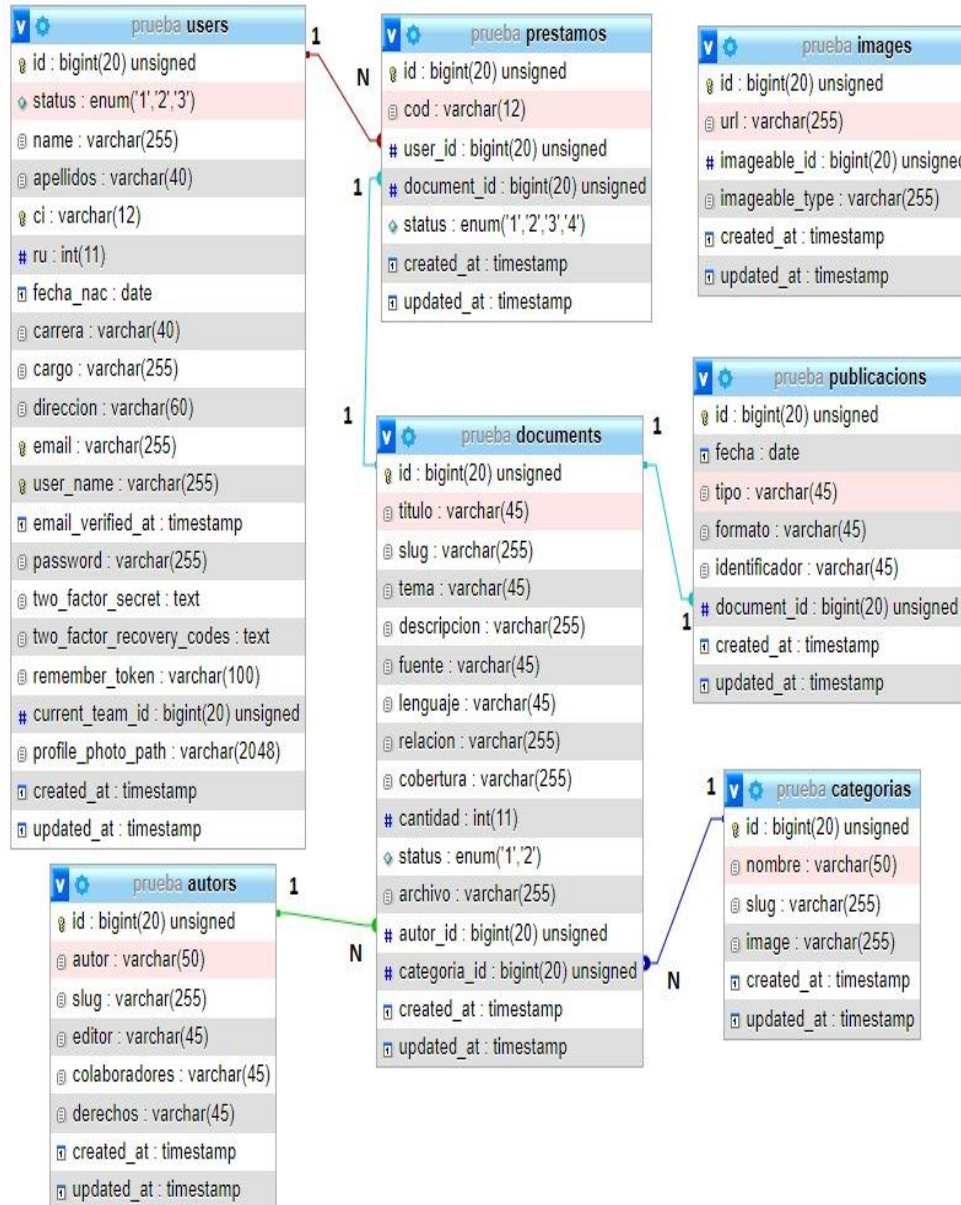 prueba users
id : bigint(20) unsigned
status : enum('1','2','3')
name : varchar(255)
apellidos : varchar(40)
ci : varchar(12)
# ru : int(11)
fecha_nac : date
carrera : varchar(40)
cargo : varchar(255)
direccion : varchar(60)
email : varchar(255)
user_name : varchar(255)
email_verified_at : timestamp
password : varchar(255)
two_factor_secret : text
two_factor_recovery_codes : text
remember_token : varchar(100)
# current_team_id : bigint(20) unsigned
profile_photo_path : varchar(2048)
created_at : timestamp
updated_at : timestamp
1
N
prueba prestamos
id : bigint(20) unsigned
cod : varchar(12)
# user_id : bigint(20) unsigned
# document_id : bigint(20) unsigned
status : enum('1','2','3','4')
created_at : timestamp
updated_at : timestamp
1
1
prueba images
id : bigint(20) unsigned
url : varchar(255)
# imageable_id : bigint(20) unsigned
imageable_type : varchar(255)
created_at : timestamp
updated_at : timestamp
prueba documents
id : bigint(20) unsigned
titulo : varchar(45)
slug : varchar(255)
tema : varchar(45)
descripcion : varchar(255)
fuente : varchar(45)
lenguaje : varchar(45)
relacion : varchar(255)
cobertura : varchar(255)
# cantidad : int(11)
status : enum('1','2')
archivo : varchar(255)
# autor_id : bigint(20) unsigned
# categoria_id : bigint(20) unsigned
created_at : timestamp
updated_at : timestamp
1
1
prueba publicacions
id : bigint(20) unsigned
fecha : date
tipo : varchar(45)
formato : varchar(45)
identificador : varchar(45)
# document_id : bigint(20) unsigned
created_at : timestamp
updated_at : timestamp
1
N
prueba categorias
id : bigint(20) unsigned
nombre : varchar(50)
slug : varchar(255)
image : varchar(255)
created_at : timestamp
updated_at : timestamp
prueba autors
id : bigint(20) unsigned
autor : varchar(50)
slug : varchar(255)
editor : varchar(45)
colaboradores : varchar(45)
derechos : varchar(45)
created_at : timestamp
updated_at : timestamp
1
N